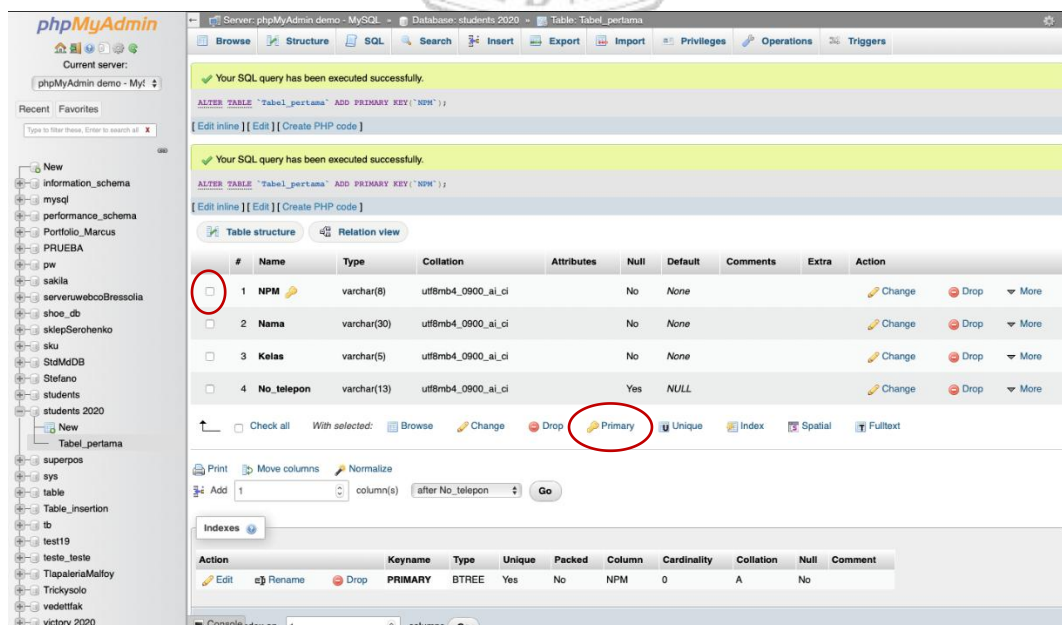 phpMyAdmin
Current server:
phpMyAdmin demo - My
Recent Favorites
Type to filter these, Enter to search all X
New
information_schema
mysql
performance_schema
Portfolio_Marcus
PRUEBA
pw
sakila
serveruwebcoBressolia
shoe_db
sklepSerohenko
sku
StdMdDB
Stefano
students
students 2020
New
Tabel_pertama
superpos
sys
table
Table_insertion
tb
test19
teste_teste
TlapaleriaMalfoy
Trickysolo
vedettfak
victory 2020
Server: phpMyAdmin demo - MySQL » Database: students 2020 » Table: Tabel_pertama
Browse Structure SQL Search Insert Export Import Privileges Operations Triggers
Your SQL query has been executed successfully.
ALTER TABLE `Tabel_pertama` ADD PRIMARY KEY(`NPM`);
[ Edit inline ] [ Edit ] [ Create PHP code ]
Your SQL query has been executed successfully.
ALTER TABLE `Tabel_pertama` ADD PRIMARY KEY(`NPM`);
[ Edit inline ] [ Edit ] [ Create PHP code ]
Table structure Relation view
# Name Type Collation Attributes Null Default Comments Extra Action
1 NPM varchar(8) utf8mb4_0900_ai_ci No None Change Drop More
2 Nama varchar(30) utf8mb4_0900_ai_ci No None Change Drop More
3 Kelas varchar(5) utf8mb4_0900_ai_ci No None Change Drop More
4 No_telepon varchar(13) utf8mb4_0900_ai_ci Yes NULL Change Drop More
Check all With selected: Browse Change Drop Primary Unique Index Spatial Fulltext
Print Move columns Normalize
Add 1 column(s) after No_telepon Go
Indexes
Action Keyname Type Unique Packed Column Cardinality Collation Null Comment
Edit Rename Drop PRIMARY BTREE Yes No NPM 0 A No
Console